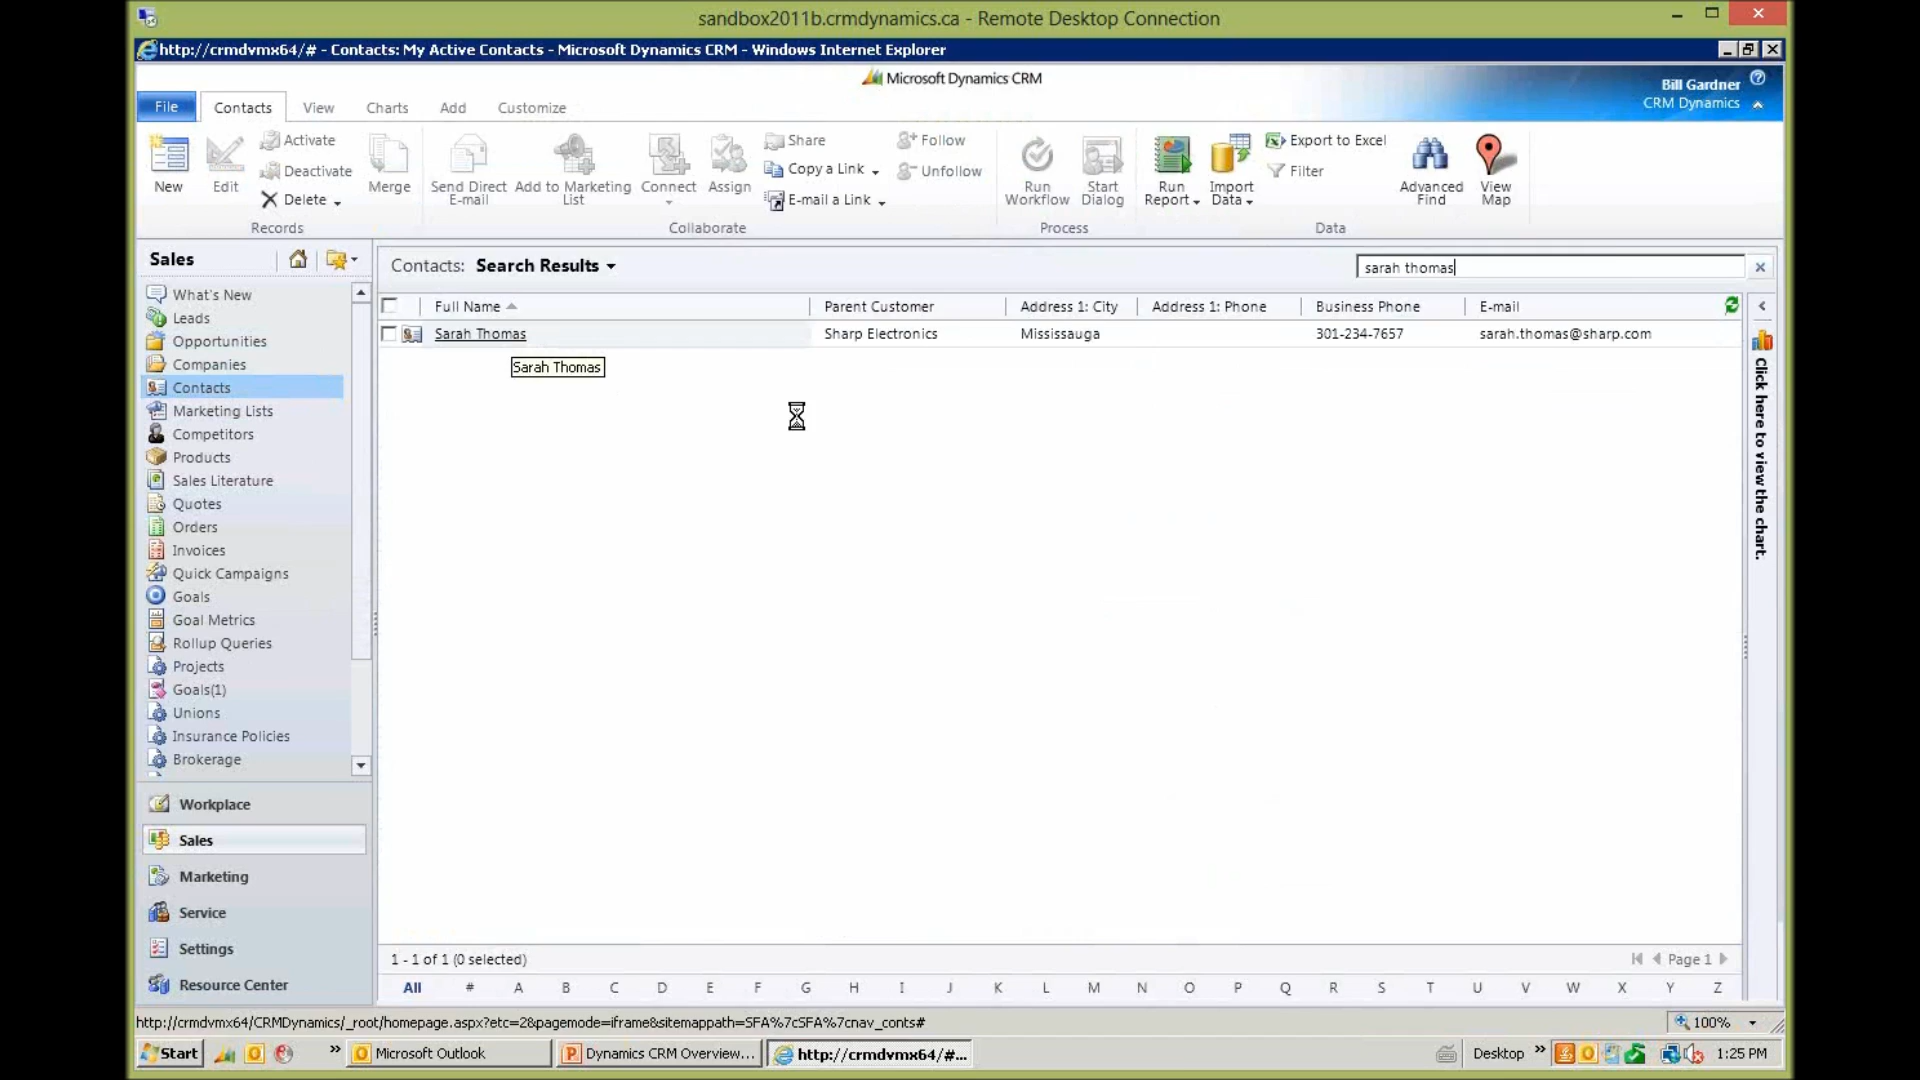 sandbox2011b.crmdynamics.ca - Remote Desktop Connection
http://crmdvmx64/# - Contacts: My Active Contacts - Microsoft Dynamics CRM - Windows Internet Explorer
Microsoft Dynamics CRM
Bill Gardner
CRM Dynamics
File Contacts View Charts Add Customize
New
Edit
Activate
Deactivate
Delete
Merge
Records
Send Direct E-mail
Add to Marketing List
Connect
Assign
Share
Copy a Link
E-mail a Link
Follow
Unfollow
Collaborate
Run Workflow
Start Dialog
Process
Run Report
Import Data
Export to Excel
Filter
Advanced Find
View Map
Data
Sales
What's New
Leads
Opportunities
Companies
Contacts
Marketing Lists
Competitors
Products
Sales Literature
Quotes
Orders
Invoices
Quick Campaigns
Goals
Goal Metrics
Rollup Queries
Projects
Goals(1)
Unions
Insurance Policies
Brokerage
Workplace
Sales
Marketing
Service
Settings
Resource Center
Contacts: Search Results
sarah thomas
Full Name Parent Customer Address 1: City Address 1: Phone Business Phone E-mail
Sarah Thomas Sharp Electronics Mississauga 301-234-7657 sarah.thomas@sharp.com
Sarah Thomas
Click here to view the chart.
1 - 1 of 1 (0 selected)
Page 1
All # A B C D E F G H I J K L M N O P Q R S T U V W X Y Z
http://crmdvmx64/CRMDynamics/_root/homepage.aspx?etc=2&pagemode=iframe&sitemappath=SFA%7cSFA%7cnav_conts#
100%
Start
»
Microsoft Outlook
Dynamics CRM Overview...
http://crmdvmx64/#...
Desktop »
1:25 PM